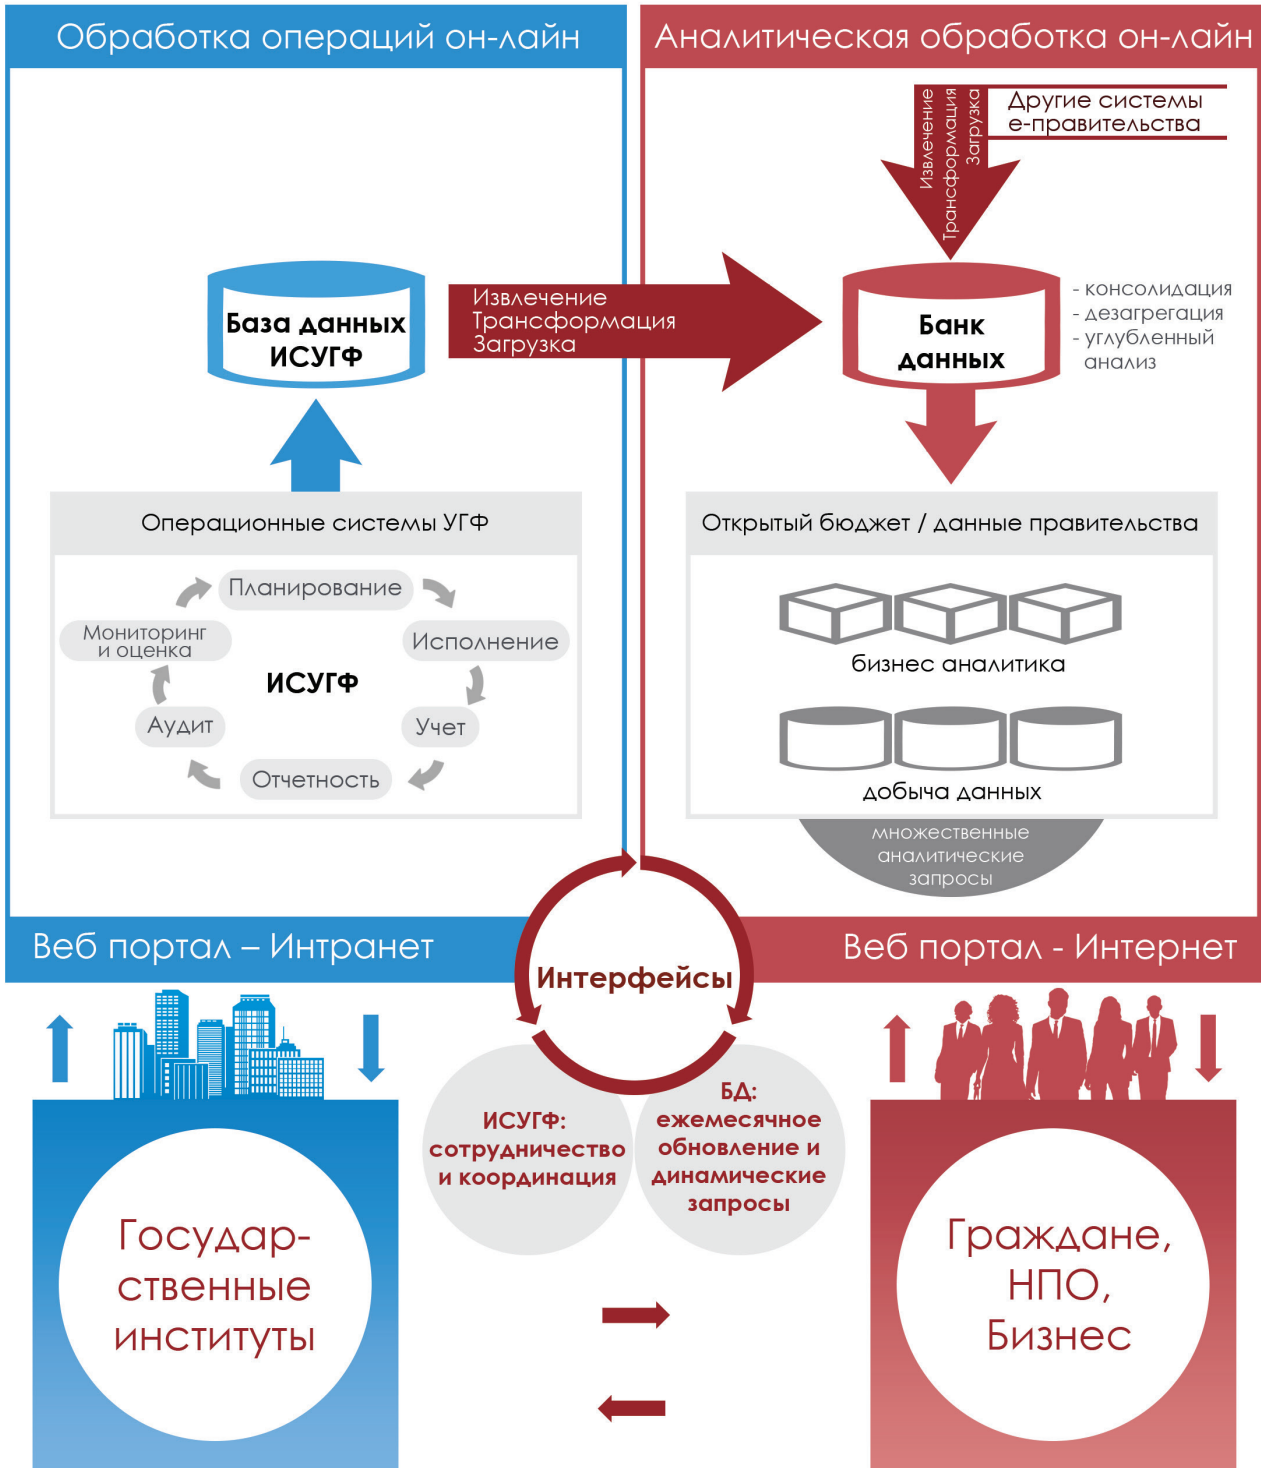 Обработка операций он-лайн
Аналитическая обработка он-лайн
Извлечение
Трансформация
Загрузка
Другие системы
е-правительства
База данных
ИСУГФ
Извлечение
Трансформация
Загрузка
Банк
данных
- консолидация
- дезагрегация
- углубленный
анализ
Операционные системы УГФ
Планирование
Исполнение
Учет
Отчетность
Аудит
Мониторинг
и оценка
ИСУГФ
Открытый бюджет / данные правительства
бизнес аналитика
добыча данных
множественные
аналитические
запросы
Веб портал – Интранет
Интерфейсы
Веб портал - Интернет
ИСУГФ:
сотрудничество
и координация
БД:
ежемесячное
обновление и
динамические
запросы
Государ-
ственные
институты
Граждане,
НПО,
Бизнес